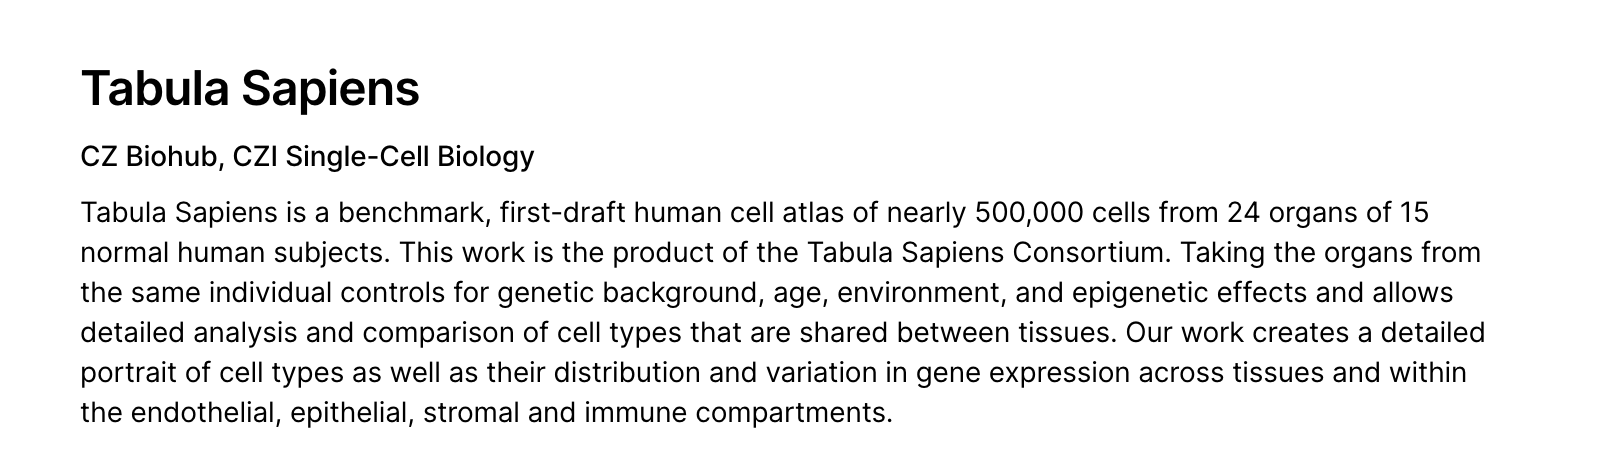 Tabula Sapiens
CZ Biohub, CZI Single-Cell Biology
Tabula Sapiens is a benchmark, first-draft human cell atlas of nearly 500,000 cells from 24 organs of 15
normal human subjects. This work is the product of the Tabula Sapiens Consortium. Taking the organs from
the same individual controls for genetic background, age, environment, and epigenetic effects and allows
detailed analysis and comparison of cell types that are shared between tissues. Our work creates a detailed
portrait of cell types as well as their distribution and variation in gene expression across tissues and within
the endothelial, epithelial, stromal and immune compartments.